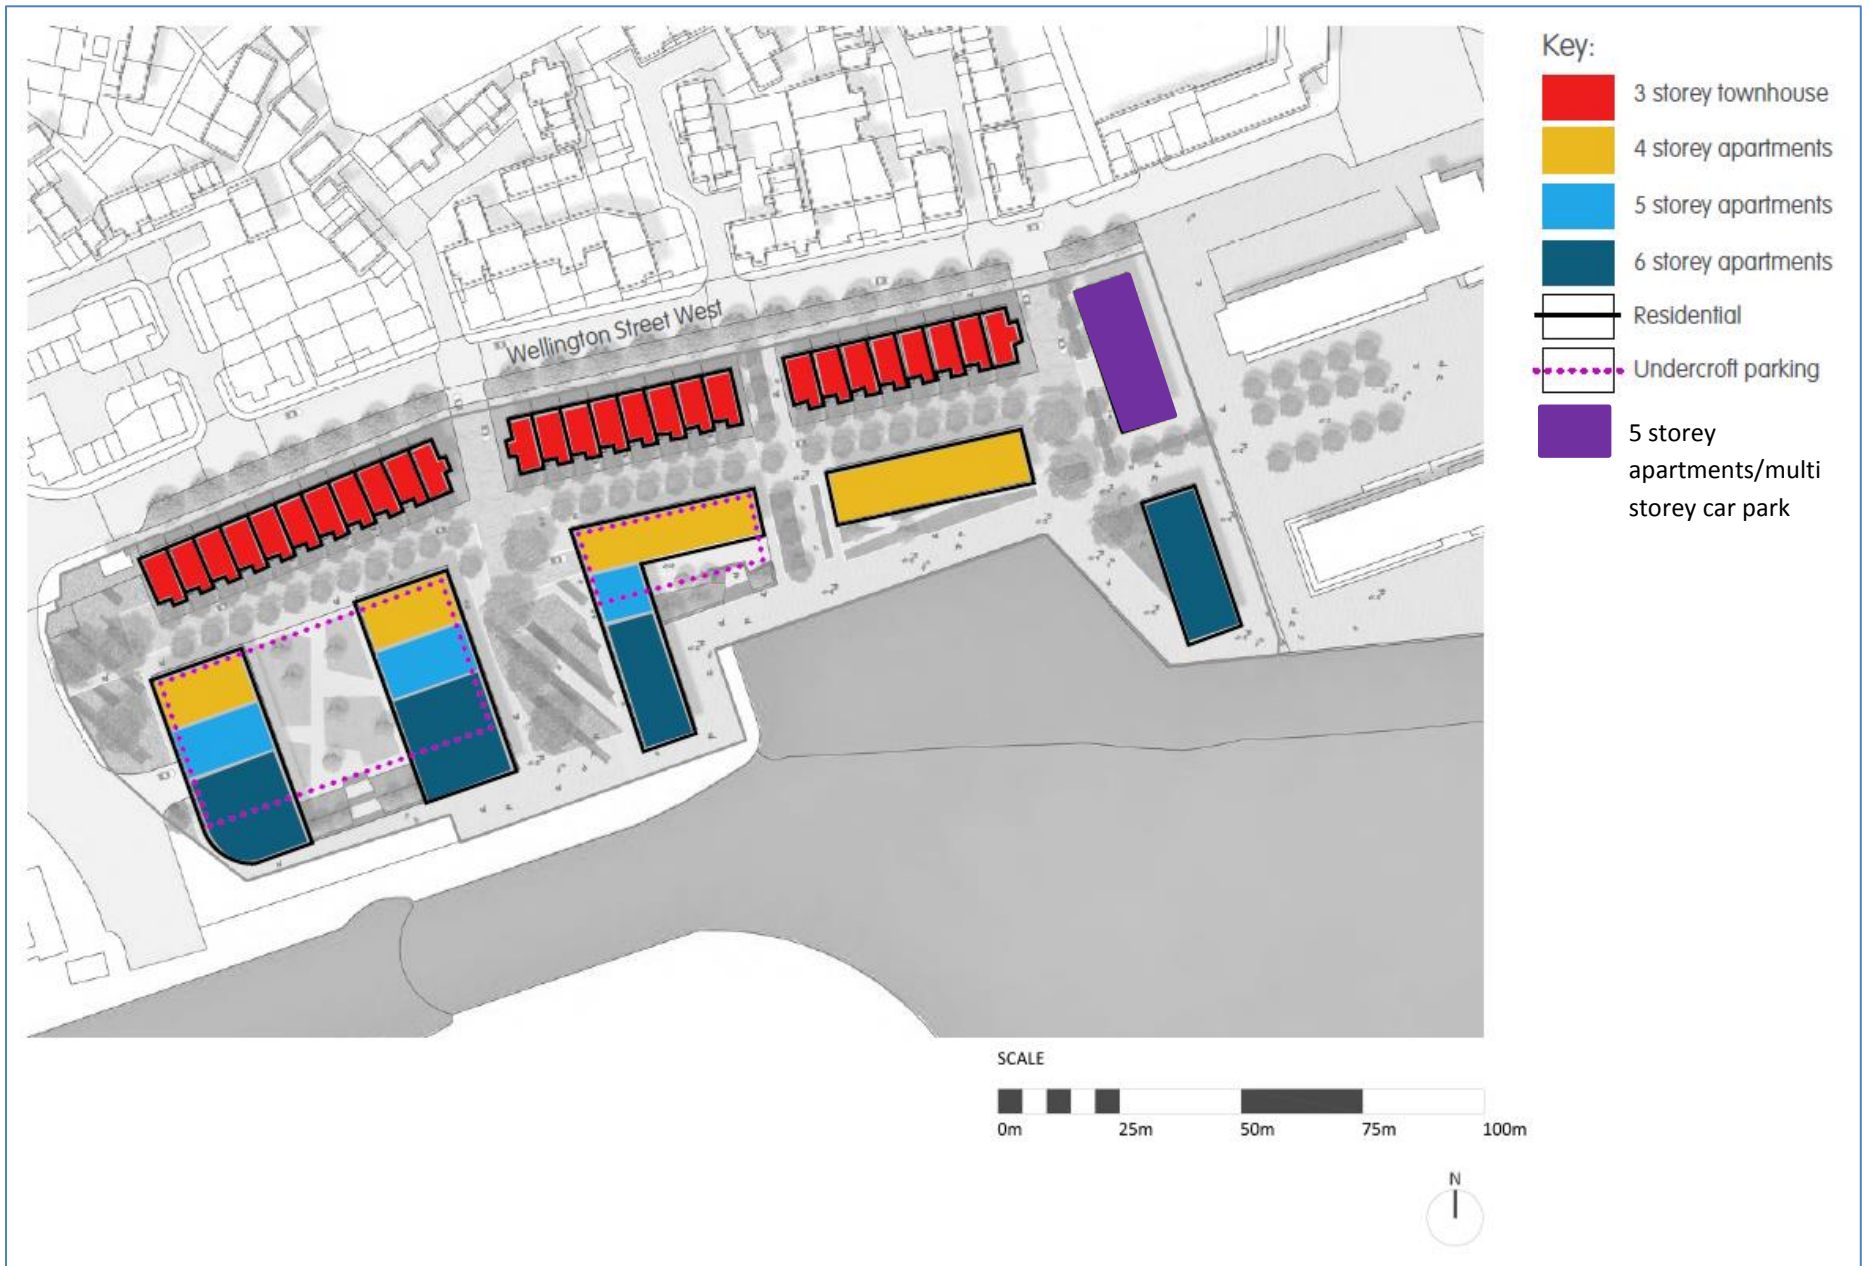 Key:
3 storey townhouse
4 storey apartments
5 storey apartments
6 storey apartments
Residential
Undercroft parking
5 storey
apartments/multi
storey car park
Wellington Street West
SCALE
0m 25m 50m 75m 100m
N